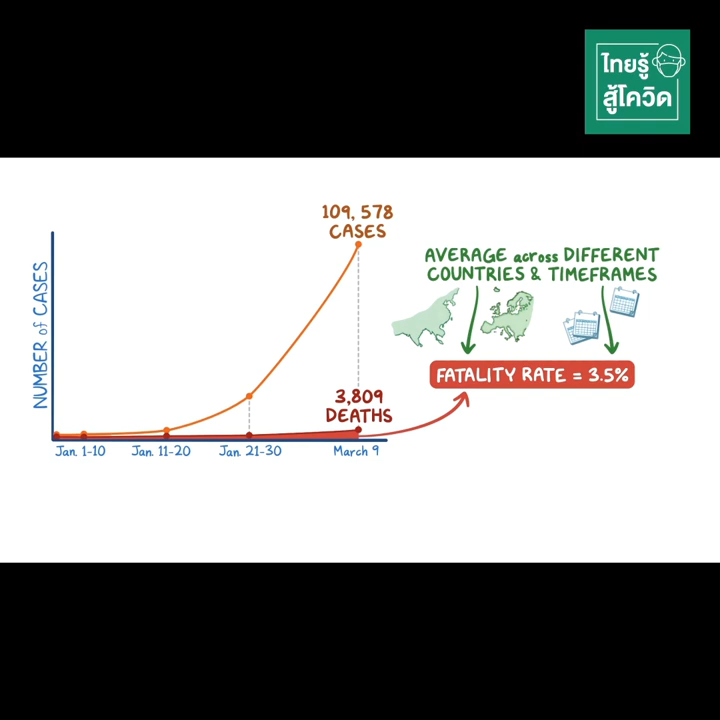 ไทยรู้
สู้โควิด
109, 578
CASES
AVERAGE across DIFFERENT
COUNTRIES & TIMEFRAMES
NUMBER of CASES
FATALITY RATE = 3.5%
3,809
DEATHS
Jan. 1-10
Jan. 11-20
Jan. 21-30
March 9